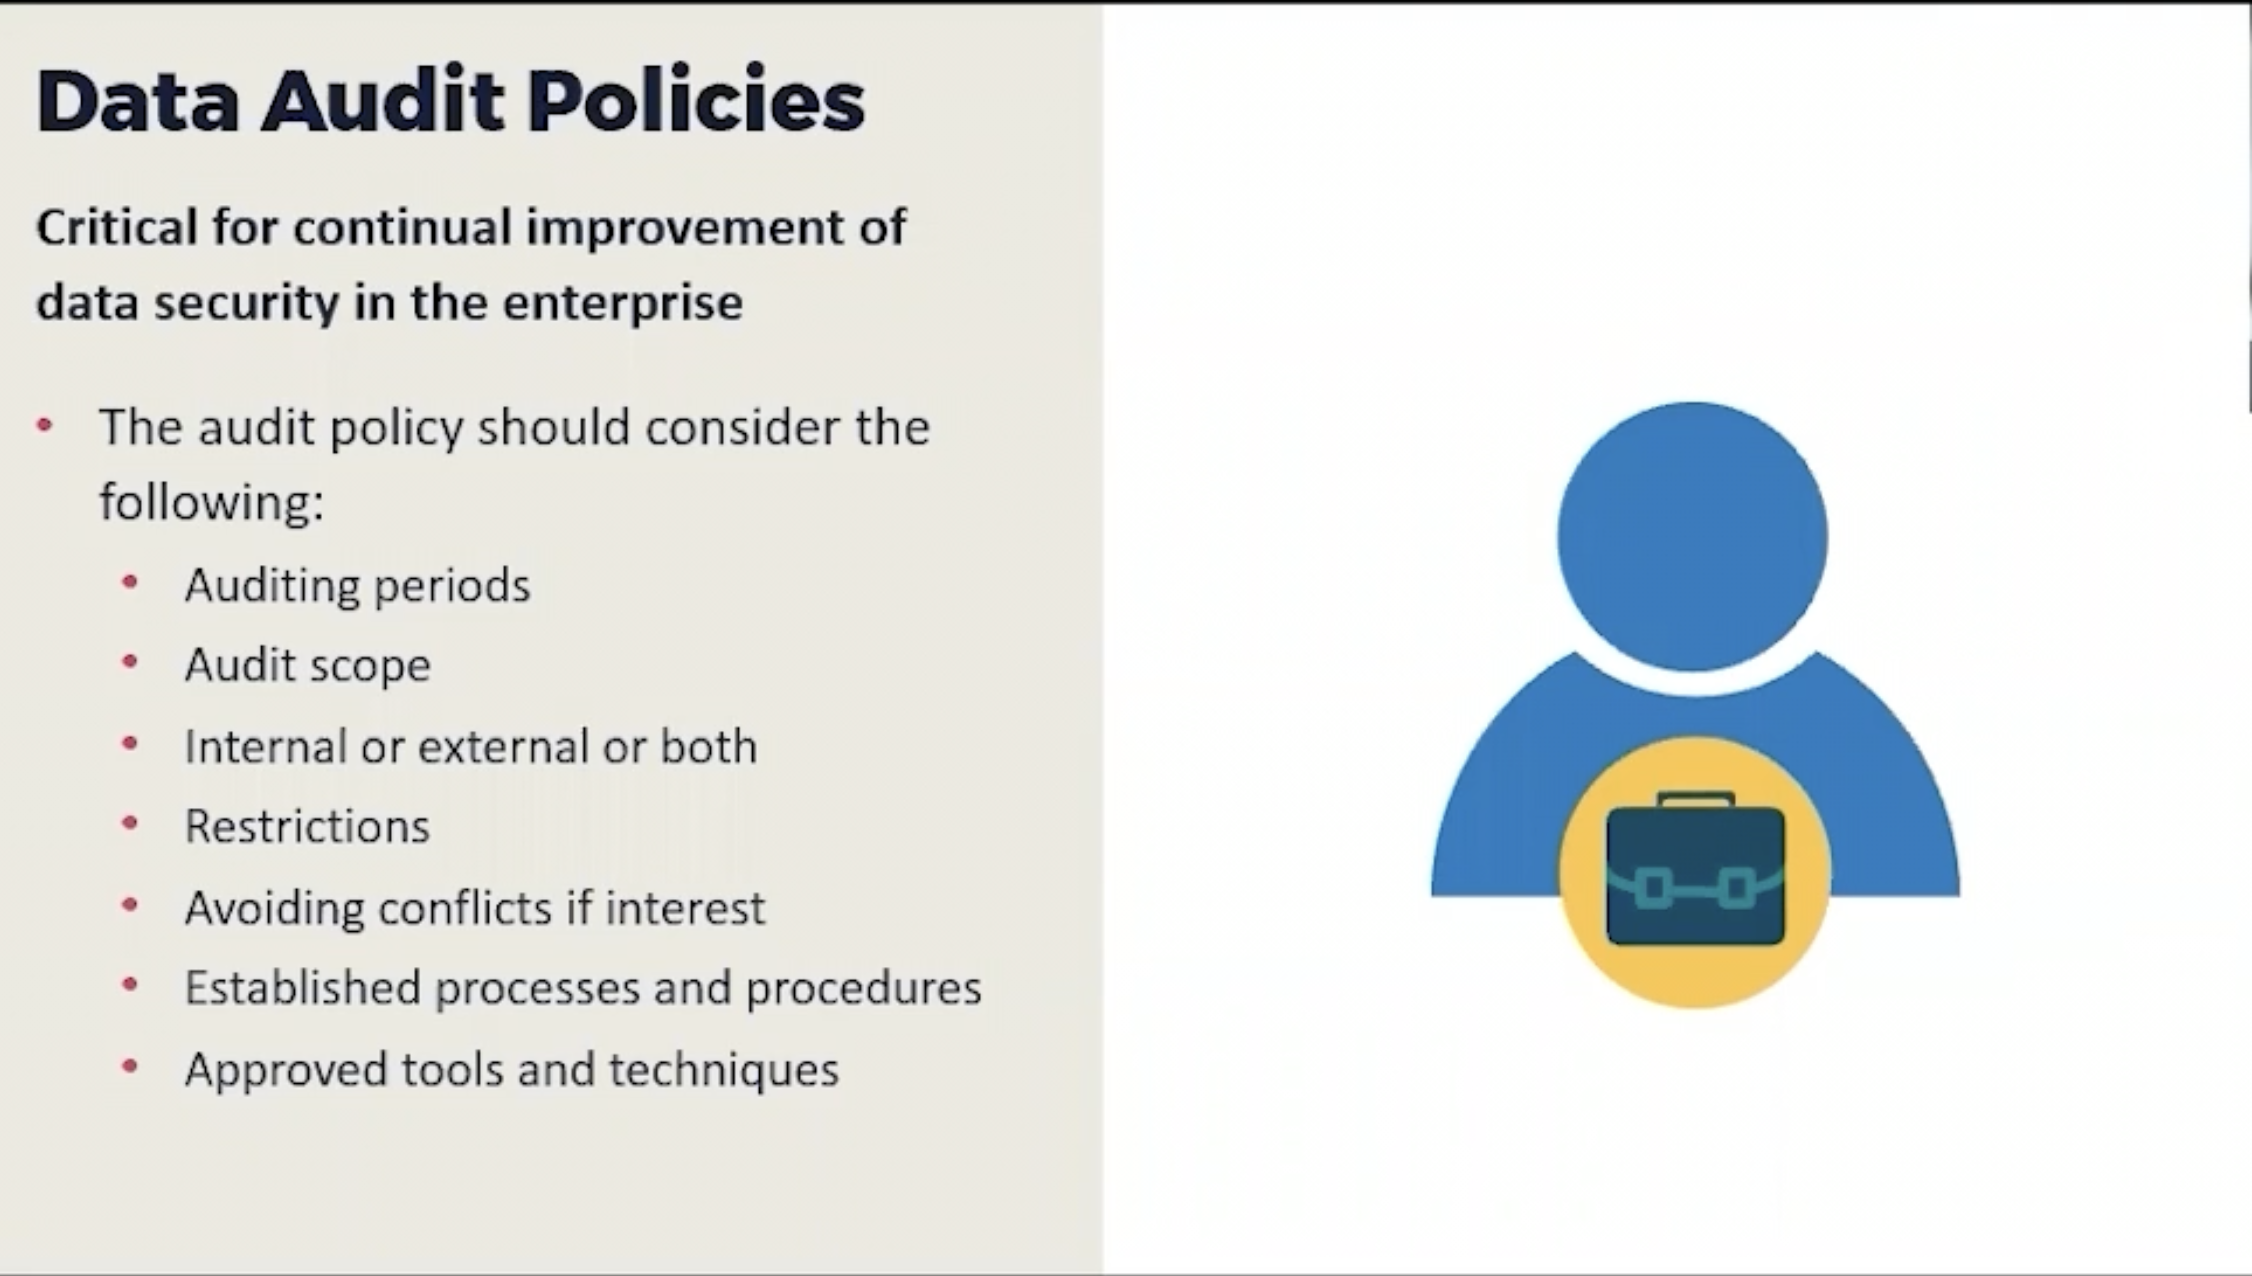 Data Audit Policies
Critical for continual improvement of
data security in the enterprise
• The audit policy should consider the
following:
• Auditing periods
• Audit scope
• Internal or external or both
• Restrictions
• Avoiding conflicts if interest
• Established processes and procedures
• Approved tools and techniques